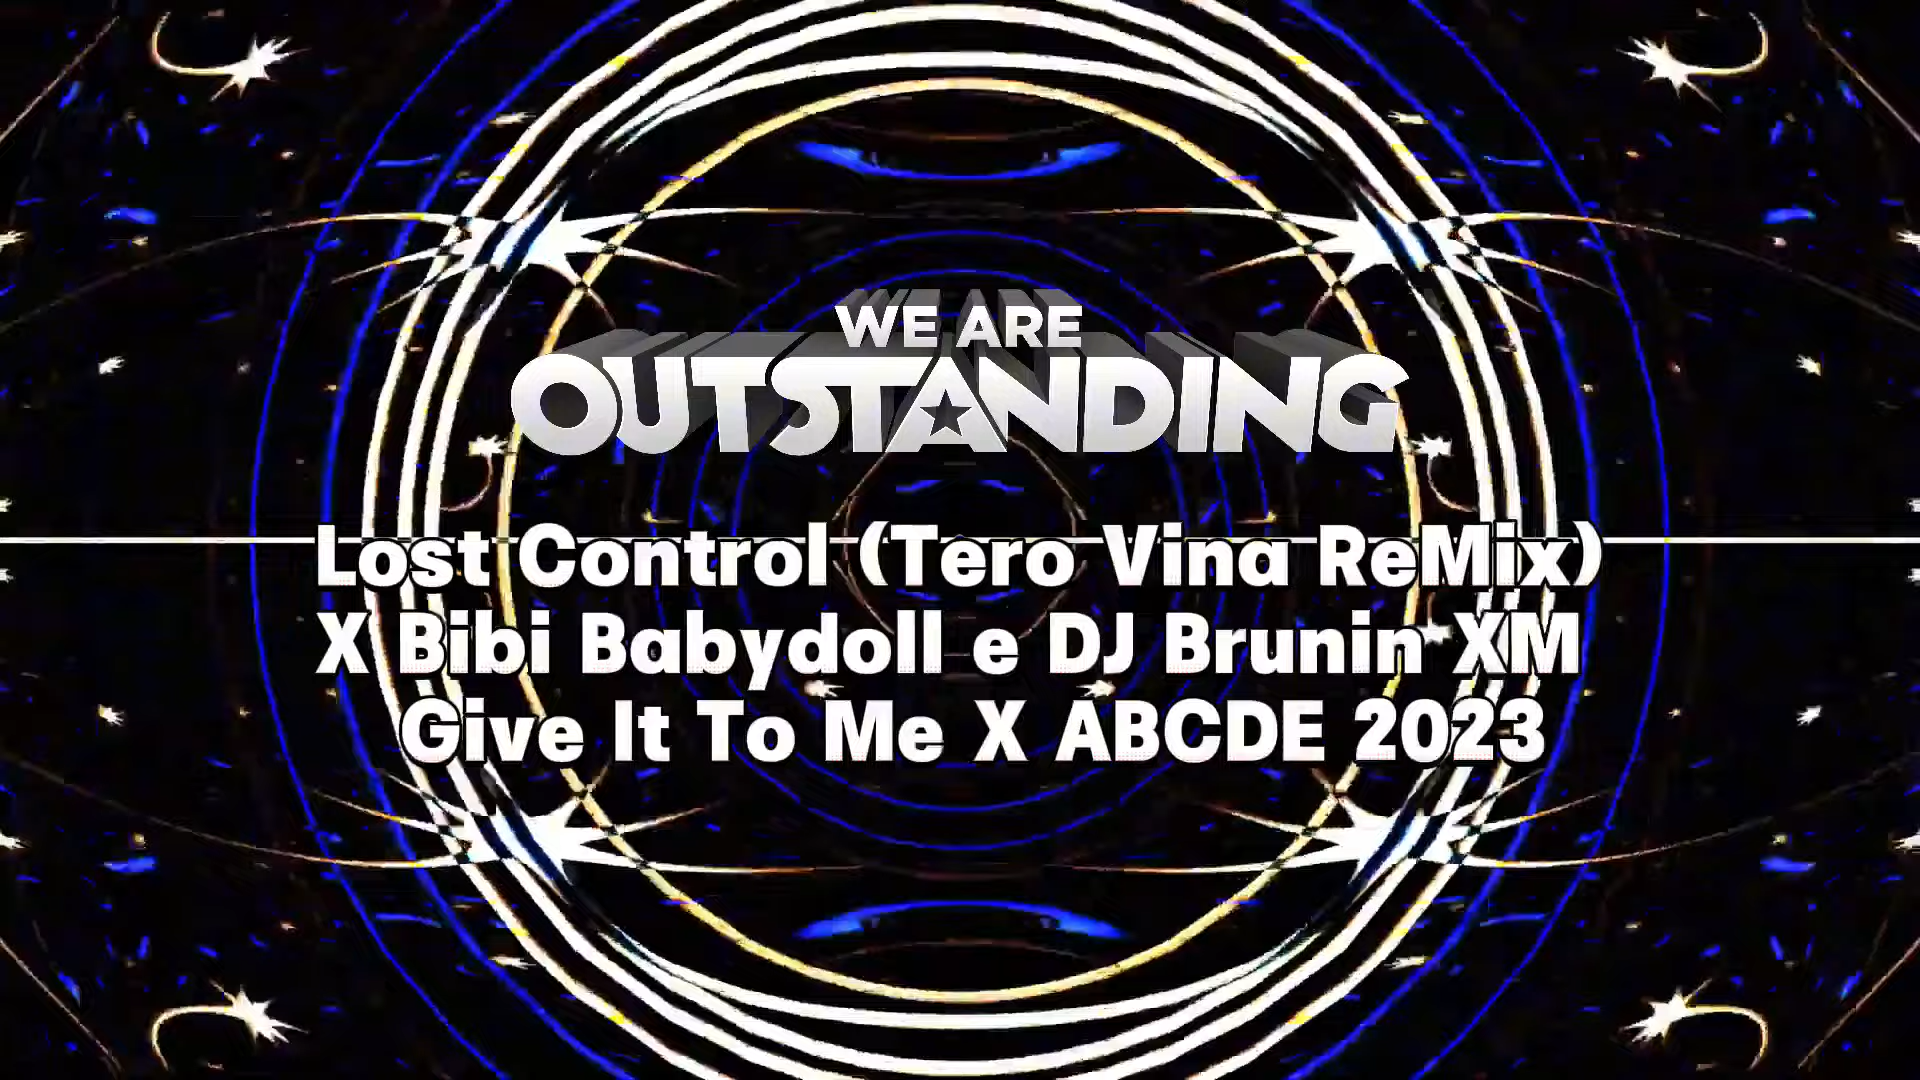 WE ARE
OUTSTANDING
Lost Control (Tero Vina ReMix)
X Bibi Babydoll e DJ Brunin XM
Give It To Me X ABCDE 2023